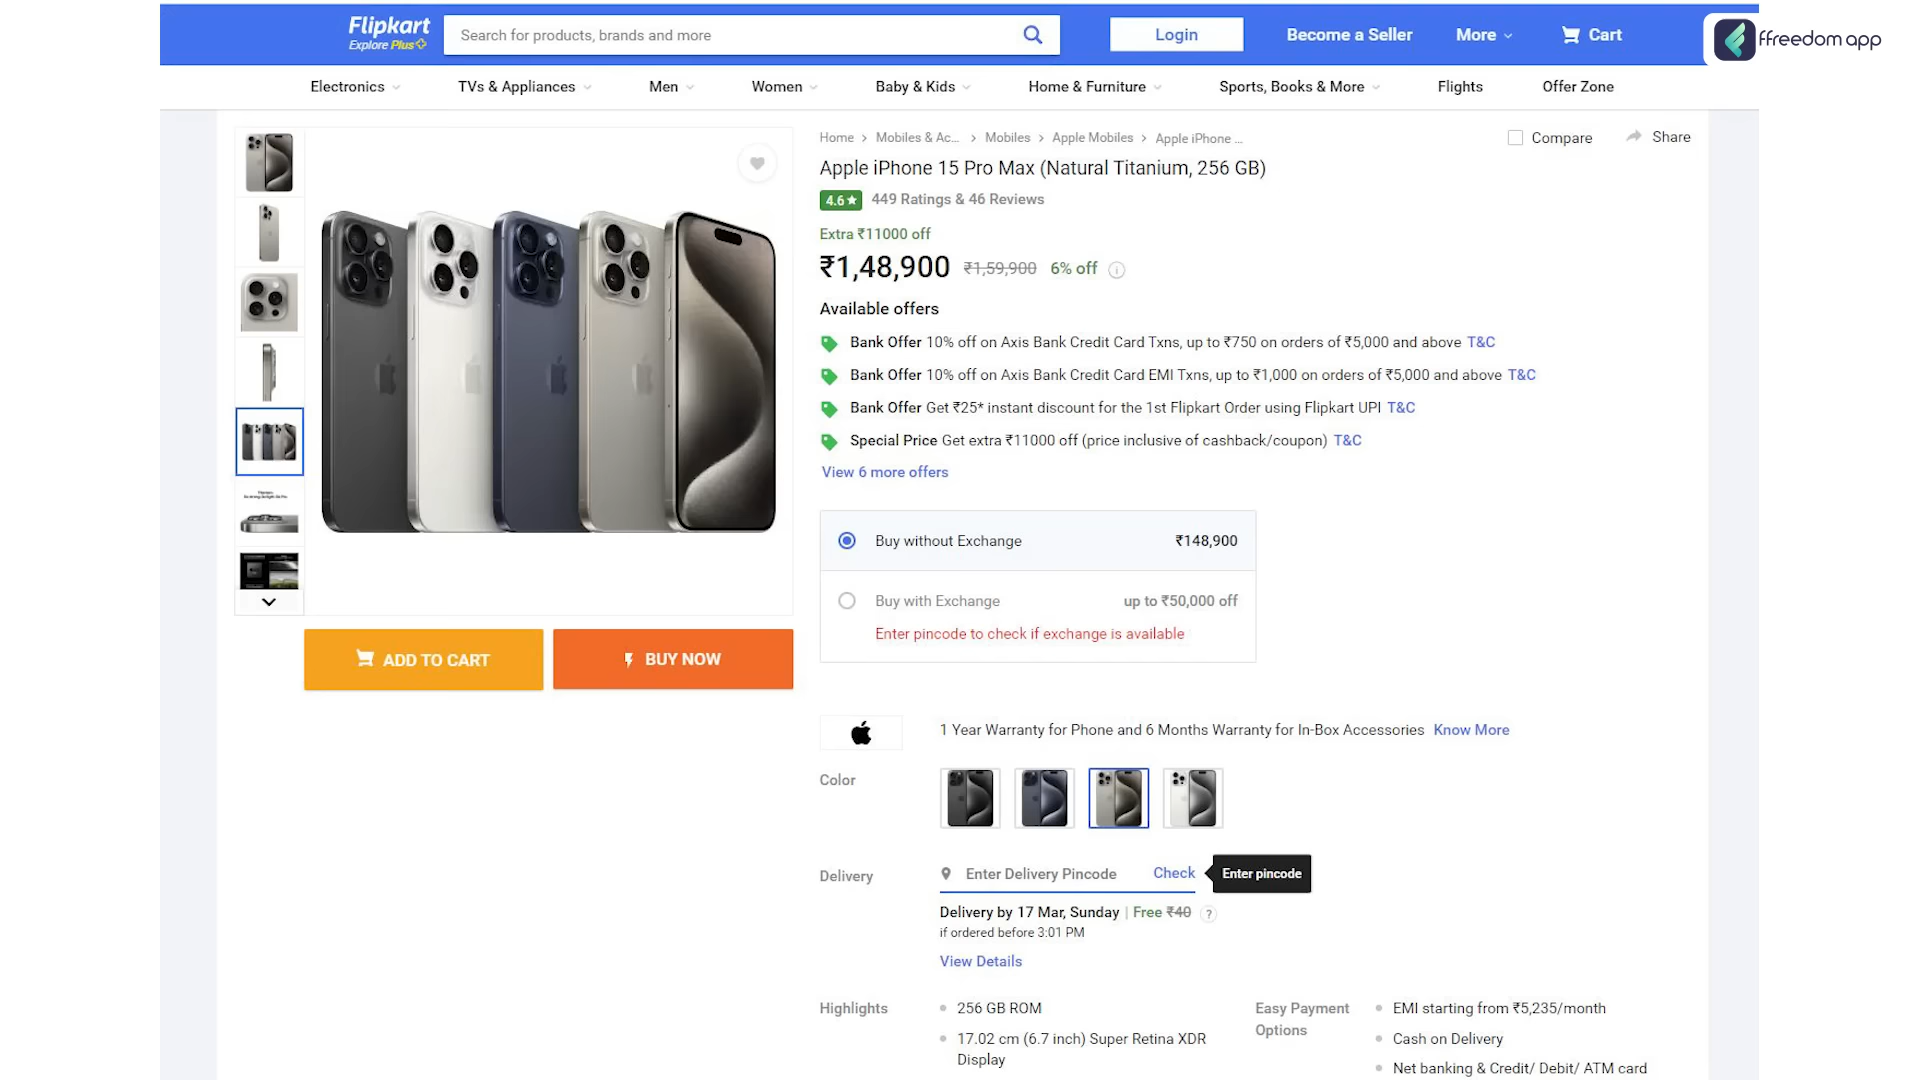 Flipkart
Explore Plus
Search for products, brands and more
Login
Become a Seller
More
Cart
ffreedom app
Electronics
TVs & Appliances
Men
Women
Baby & Kids
Home & Furniture
Sports, Books & More
Flights
Offer Zone
Home > Mobiles & Ac... > Mobiles > Apple Mobiles > Apple iPhone ...
Compare
Share
Apple iPhone 15 Pro Max (Natural Titanium, 256 GB)
4.6★ 449 Ratings & 46 Reviews
Extra ₹11000 off
₹1,48,900 ₹1,59,900 6% off
Available offers
Bank Offer 10% off on Axis Bank Credit Card Txns, up to ₹750 on orders of ₹5,000 and above T&C
Bank Offer 10% off on Axis Bank Credit Card EMI Txns, up to ₹1,000 on orders of ₹5,000 and above T&C
Bank Offer Get ₹25* instant discount for the 1st Flipkart Order using Flipkart UPI T&C
Special Price Get extra ₹11000 off (price inclusive of cashback/coupon) T&C
View 6 more offers
Buy without Exchange ₹148,900
Buy with Exchange up to ₹50,000 off
Enter pincode to check if exchange is available
ADD TO CART
BUY NOW
1 Year Warranty for Phone and 6 Months Warranty for In-Box Accessories Know More
Color
Delivery
Enter Delivery Pincode Check
Enter pincode
Delivery by 17 Mar, Sunday | Free ₹40 ?
if ordered before 3:01 PM
View Details
Highlights
256 GB ROM
17.02 cm (6.7 inch) Super Retina XDR
Display
Easy Payment
Options
EMI starting from ₹5,235/month
Cash on Delivery
Net banking & Credit/ Debit/ ATM card